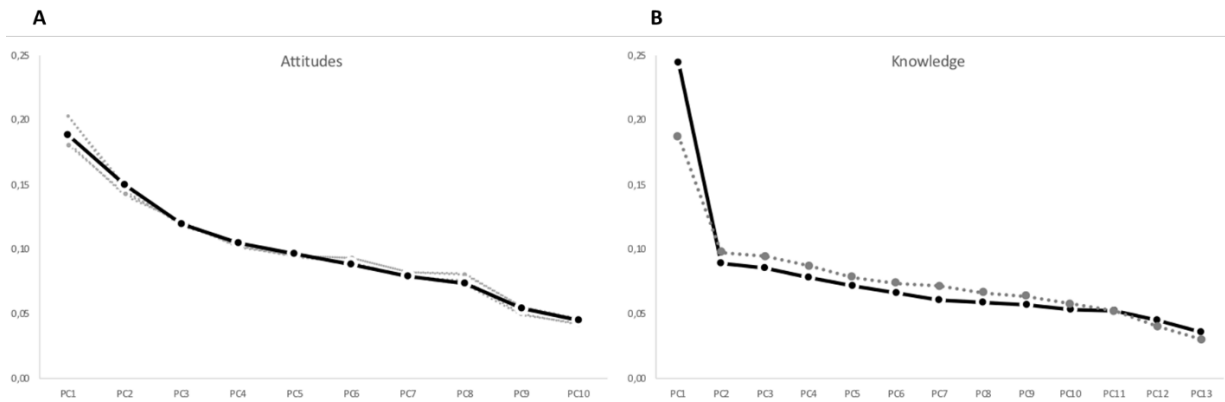 A
B
Attitudes
Knowledge
0,25
0,20
0,15
0,10
0,05
0,00
PC1 PC2 PC3 PC4 PC5 PC6 PC7 PC8 PC9 PC10
0,25
0,20
0,15
0,10
0,05
0,00
PC1 PC2 PC3 PC4 PC5 PC6 PC7 PC8 PC9 PC10 PC11 PC12 PC13